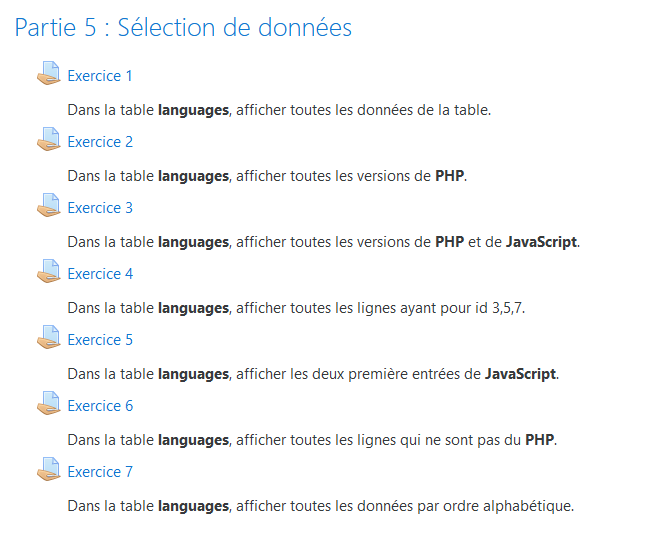 Partie 5 : Sélection de données
Exercice 1
Dans la table languages, afficher toutes les données de la table.
Exercice 2
Dans la table languages, afficher toutes les versions de PHP.
Exercice 3
Dans la table languages, afficher toutes les versions de PHP et de JavaScript.
Exercice 4
Dans la table languages, afficher toutes les lignes ayant pour id 3,5,7.
Exercice 5
Dans la table languages, afficher les deux première entrées de JavaScript.
Exercice 6
Dans la table languages, afficher toutes les lignes qui ne sont pas du PHP.
Exercice 7
Dans la table languages, afficher toutes les données par ordre alphabétique.